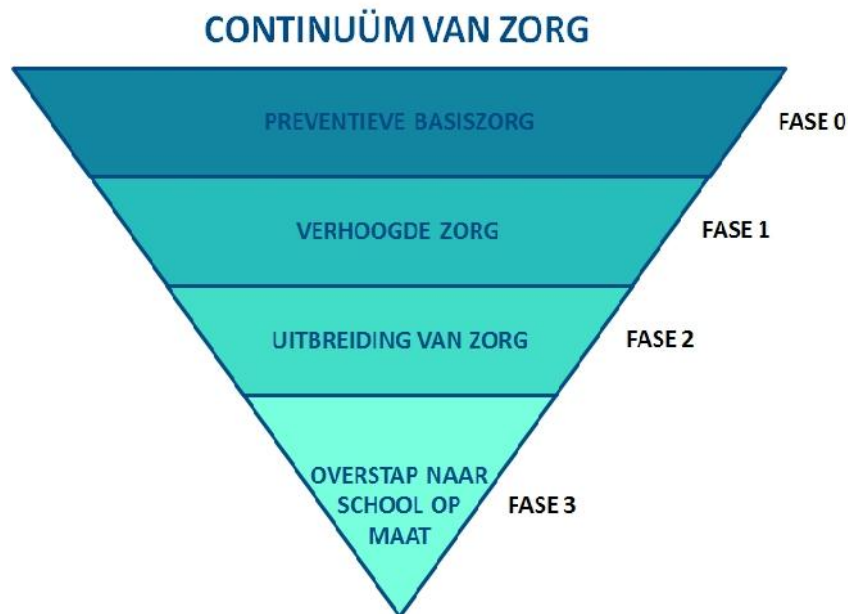 CONTINUÜM VAN ZORG
PREVENTIEVE BASISZORG
FASE 0
VERHOOGDE ZORG
FASE 1
UITBREIDING VAN ZORG
FASE 2
OVERSTAP NAAR
SCHOOL OP
MAAT
FASE 3